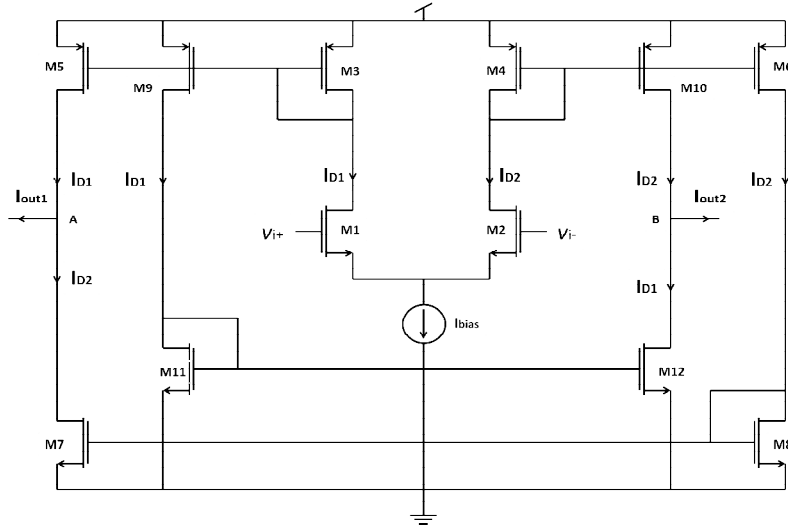 M5
M9
M3
M4
M10
M6
ID1
ID1
ID1
ID2
ID2
ID2
Iout1
A
Vi+
M1
M2
Vi-
B
Iout2
ID2
ID1
Ibias
M11
M12
M7
M8